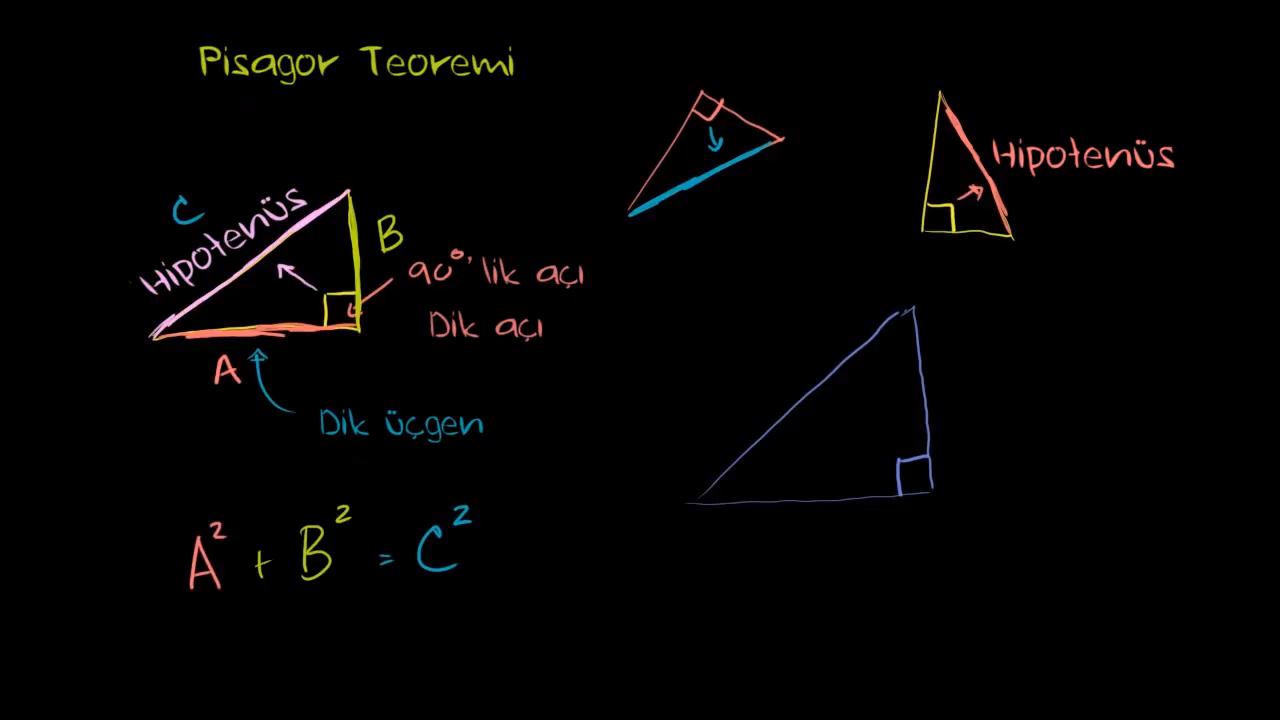 Pisagor Teoremi
Hipotenüs
C
Hipotenüs
B
90°'lik açı
Dik açı
A
Dik üçgen
A² + B² = C²